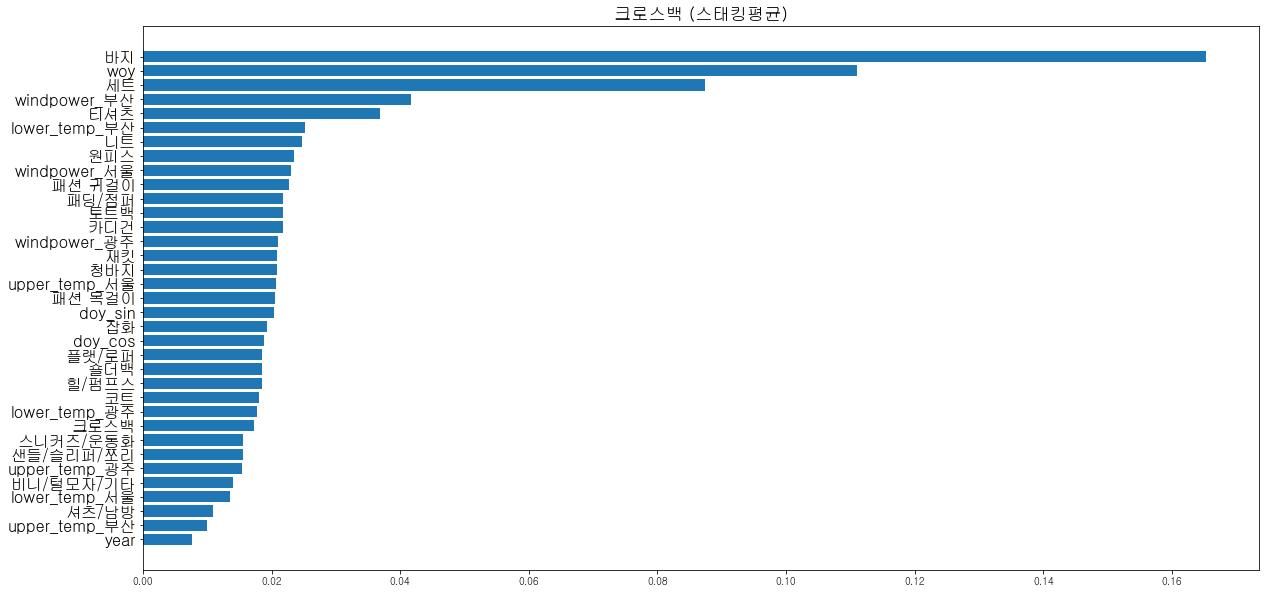 크로스백 (스태킹평균)
바지
woy
세트
windpower_부산
티셔츠
lower_temp_부산
니트
원피스
windpower_서울
패션 귀걸이
패딩/점퍼
토트백
카디건
windpower_광주
재킷
청바지
upper_temp_서울
패션 목걸이
doy_sin
잡화
doy_cos
플랫/로퍼
숄더백
힐/펌프스
코트
lower_temp_광주
크로스백
스니커즈/운동화
샌들/슬리퍼/쪼리
upper_temp_광주
비니/털모자/기타
lower_temp_서울
셔츠/남방
upper_temp_부산
year
0.00 0.02 0.04 0.06 0.08 0.10 0.12 0.14 0.16